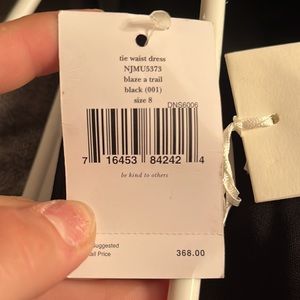 tie waist dress
NJMU5373
blaze a trail
black (001)
size 8
DNS6006
7 16453 84242 4
be kind to others
Suggested
ail Price
368.00